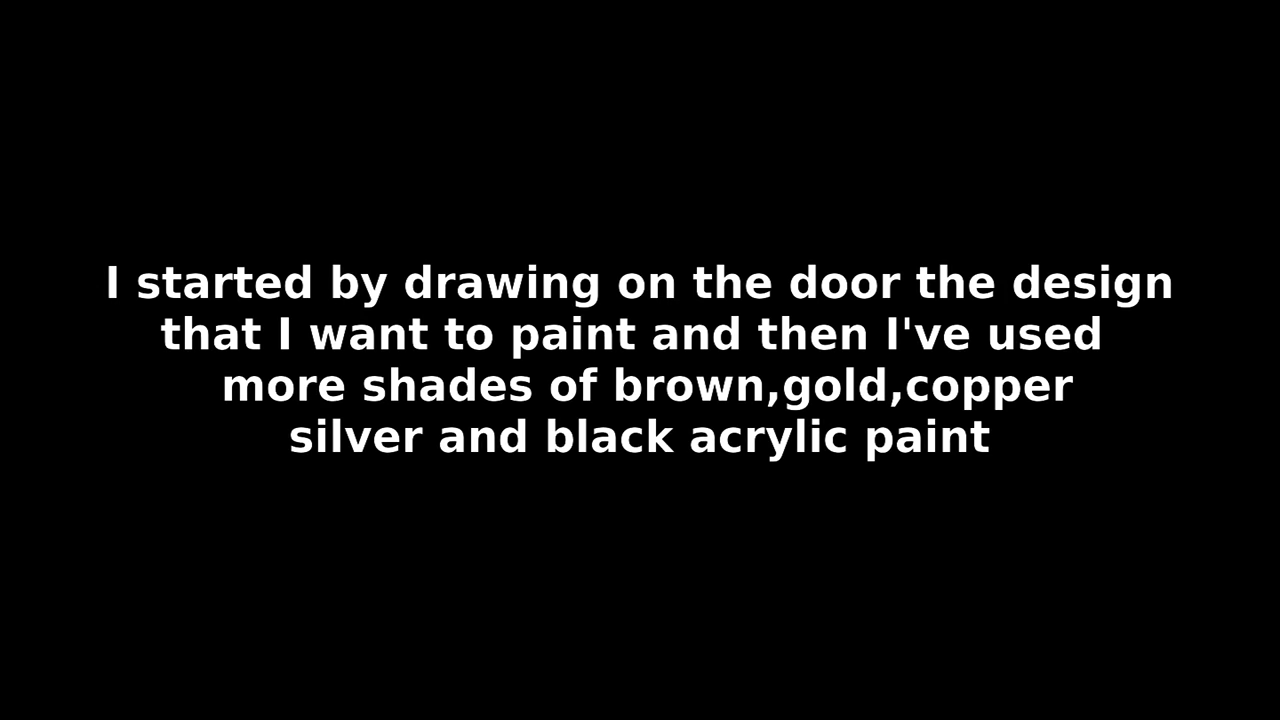 I started by drawing on the door the design
that I want to paint and then I've used
more shades of brown,gold,copper
silver and black acrylic paint